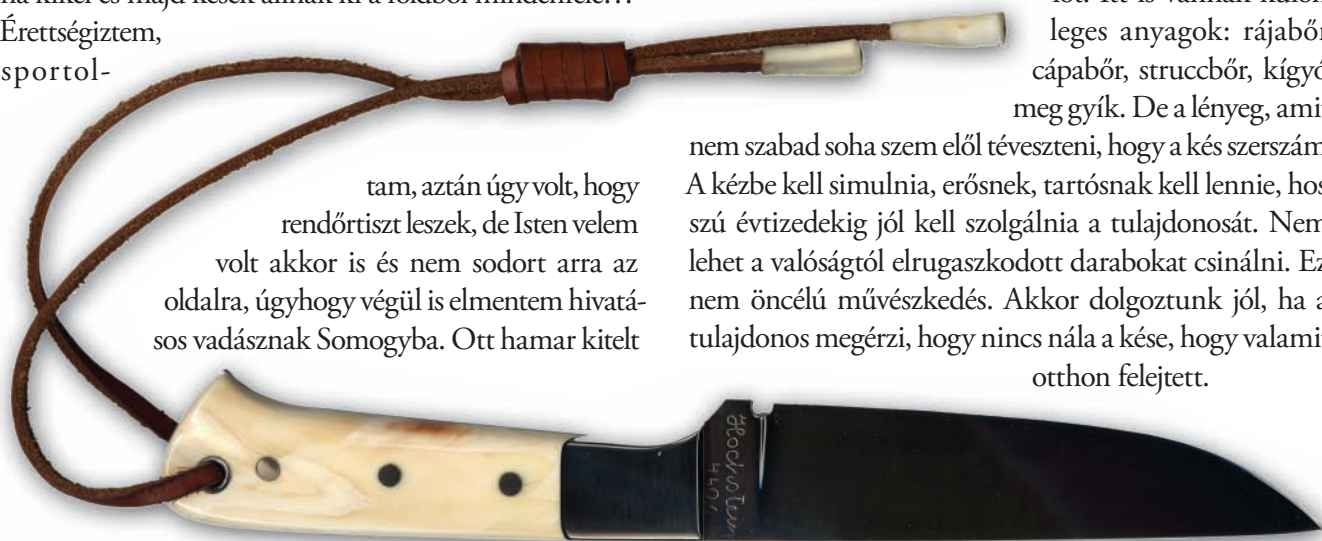 Érettségiztem,
sportol-
tam, aztán úgy volt, hogy
rendőrtiszt leszek, de Isten velem
volt akkor is és nem sodort arra az
oldalra, úgyhogy végül is elmentem hivatá-
sos vadásznak Somogyba. Ott hamar kitelt
leges anyagok: rájabőr
cápabőr, struccbőr, kígyó
meg gyík. De a lényeg, amit
nem szabad soha szem elől téveszteni, hogy a kés szerszám
A kézbe kell simulnia, erősnek, tartósnak kell lennie, hos
szú évtizedekig jól kell szolgálnia a tulajdonosát. Nem
lehet a valóságtól elrugaszkodott darabokat csinálni. Ez
nem öncélú művészkedés. Akkor dolgoztunk jól, ha a
tulajdonos megérzi, hogy nincs nála a kése, hogy valamit
otthon felejtett.
Hochstein